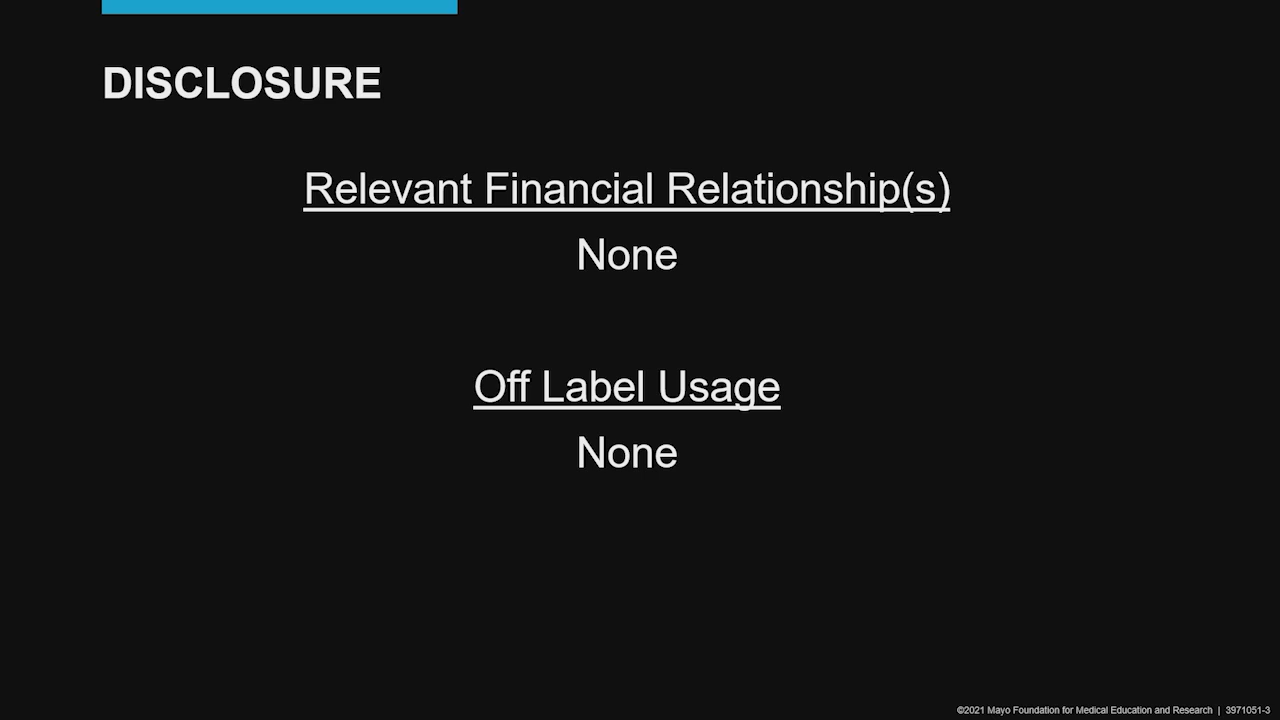 DISCLOSURE
Relevant Financial Relationship(s)
None
Off Label Usage
None
©2021 Mayo Foundation for Medical Education and Research | 3971051-3